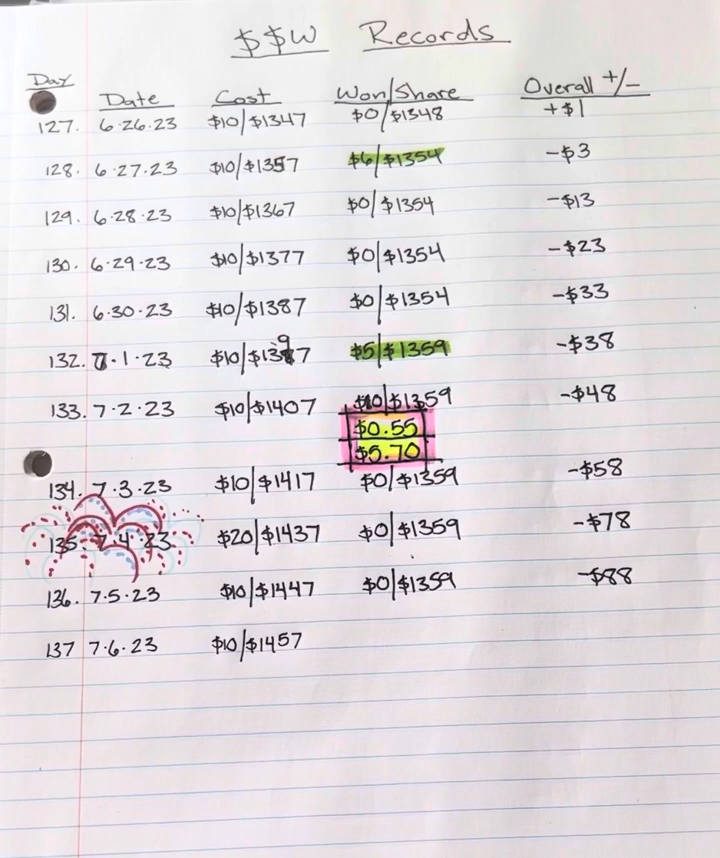 $$W Records
Day Date Cost Won/Share Overall +/-
127. 6.26.23 $10/$1347 $0/$1348 +$1
128. 6.27.23 $10/$1357 $6/$1354 -$3
129. 6.28.23 $10/$1367 $0/$1354 -$13
130. 6.29.23 $10/$1377 $0/$1354 -$23
131. 6.30.23 $10/$1387 $0/$1354 -$33
132. 7.1.23 $10/$1397 $5/$1359 -$38
133. 7.2.23 $10/$1407 $0/$1359 -$48
$0.55
$5.70
134. 7.3.23 $10/$1417 $0/$1359 -$58
135. 7.4.23 $20/$1437 $0/$1359 -$78
136. 7.5.23 $10/$1447 $0/$1359 -$88
137 7.6.23 $10/$1457